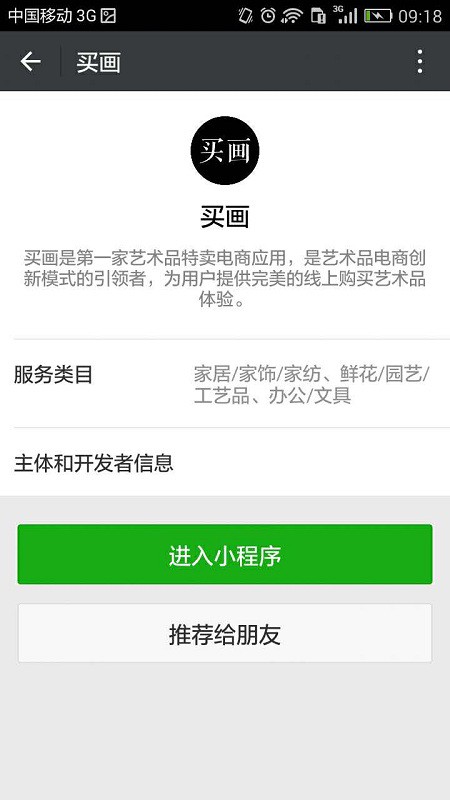 中国移动 3G 3G 09:18
买画
买画
买画
买画是第一家艺术品特卖电商应用，是艺术品电商创
新模式的引领者，为用户提供完美的线上购买艺术品
体验。
服务类目 家居/家饰/家纺、鲜花/园艺/
工艺品、办公/文具
主体和开发者信息
进入小程序
推荐给朋友